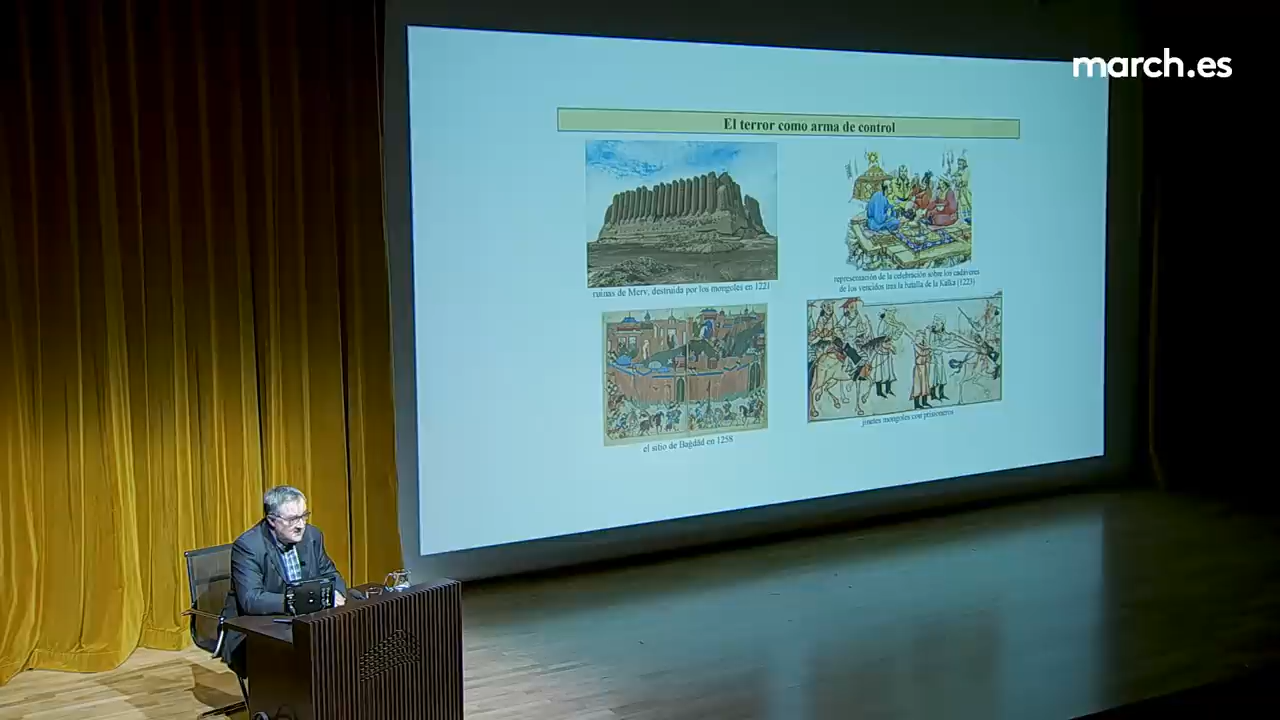 march.es
El terror como arma de control
ruinas de Merv, destruida por los mongoles en 1221
representación de la celebración sobre los cadáveres
de los vencidos tras la batalla de la Kalka (1223)
el sitio de Bagdad en 1258
jinetes mongoles con prisioneros